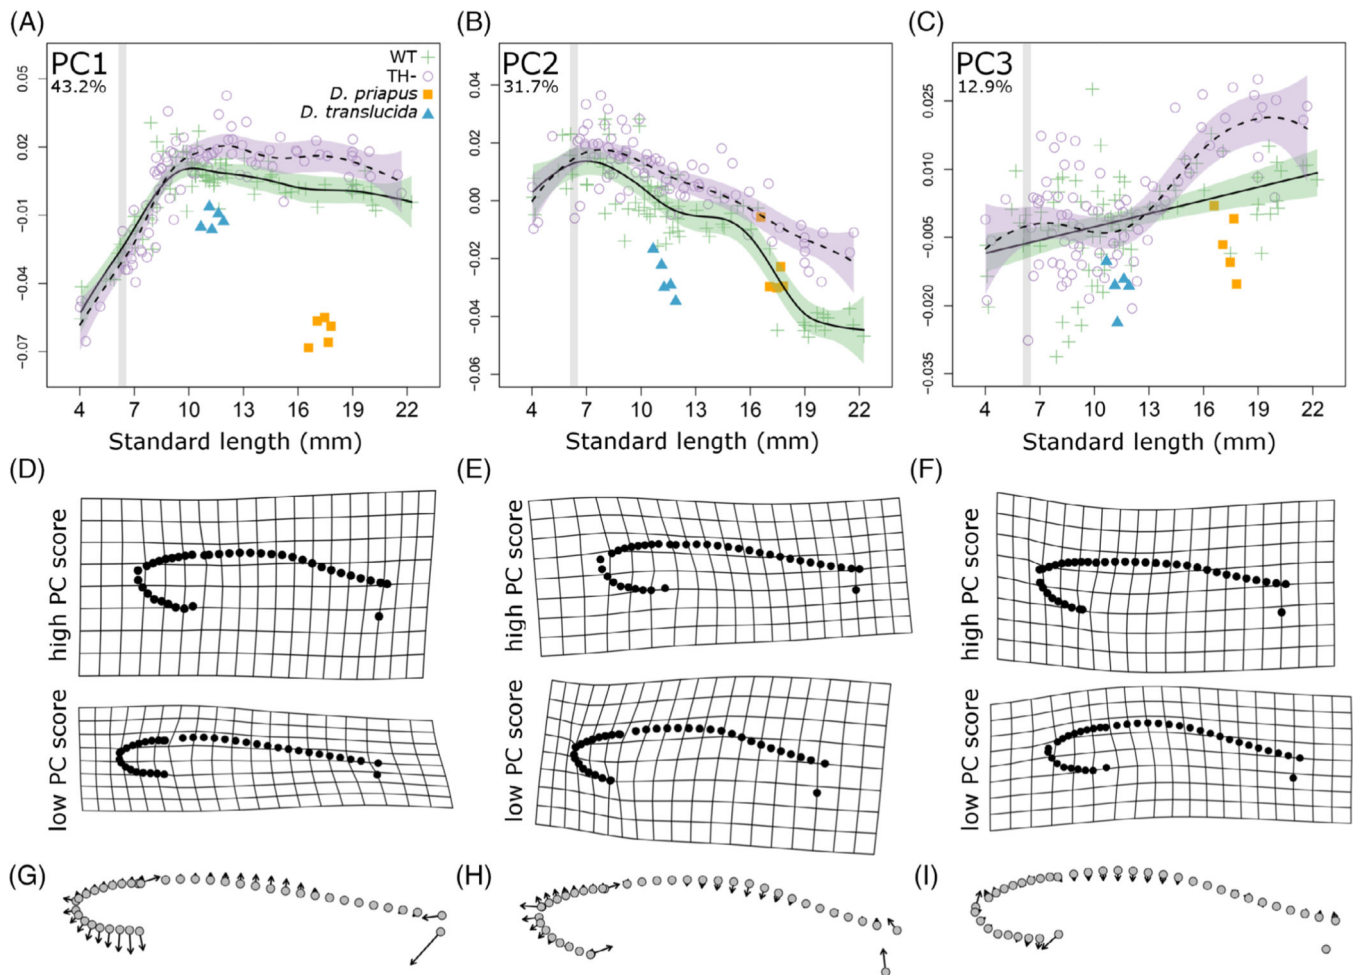 (A)
PC1
43.2%
WT
TH-
D. priapus
D. translucida
0.05
0.02
−0.01
−0.04
−0.07
4 7 10 13 16 19 22
Standard length (mm)
(B)
PC2
31.7%
0.04
0.02
0.00
−0.02
−0.04
−0.06
4 7 10 13 16 19 22
Standard length (mm)
(C)
PC3
12.9%
0.025
0.010
−0.005
−0.020
−0.035
4 7 10 13 16 19 22
Standard length (mm)
(D)
high PC score
low PC score
(E)
high PC score
low PC score
(F)
high PC score
low PC score
(G)
(H)
(I)